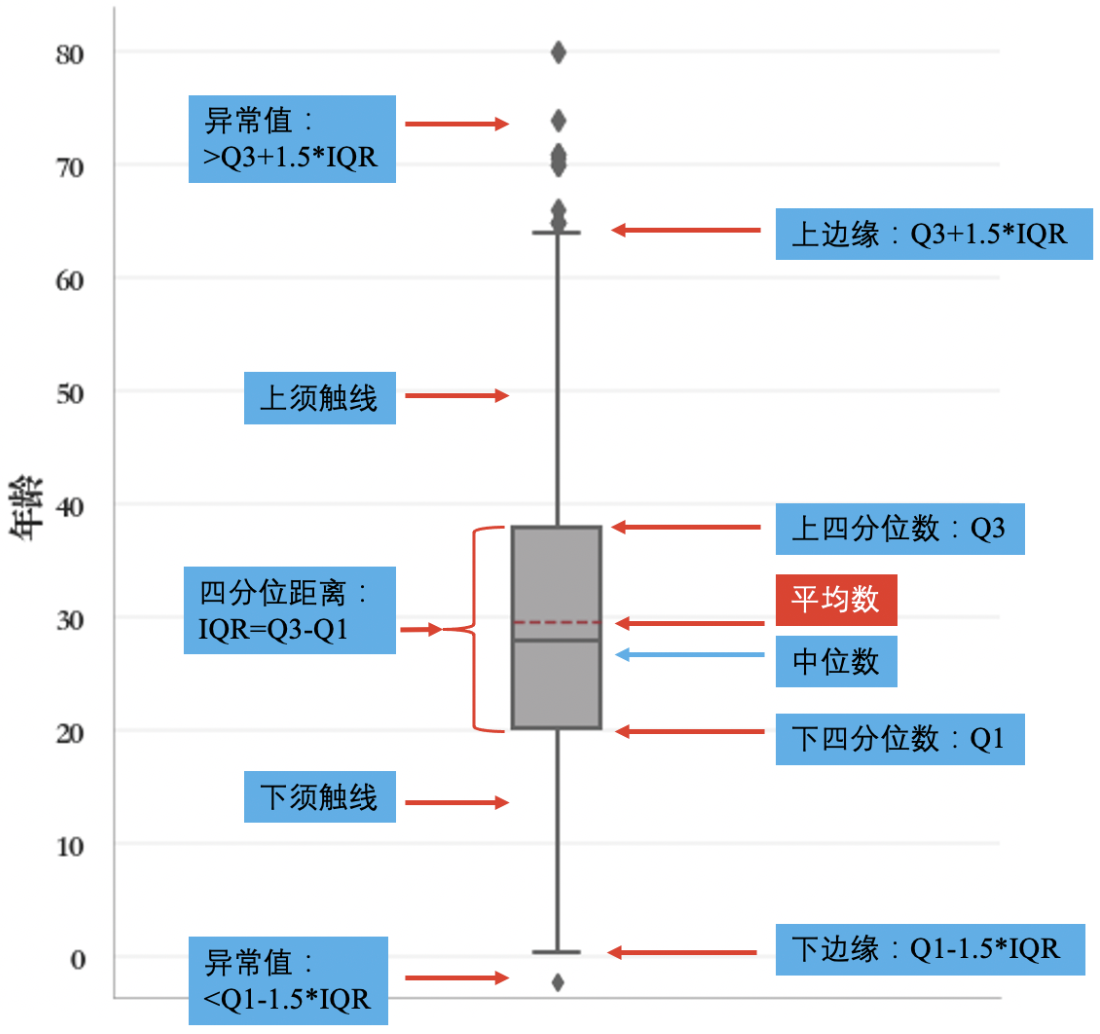 80
异常值：
>Q3+1.5*IQR
70
上边缘：Q3+1.5*IQR
60
上须触线
50
年龄
40
上四分位数：Q3
四分位距离：
IQR=Q3-Q1
平均数
30
中位数
20
下四分位数：Q1
下须触线
10
下边缘：Q1-1.5*IQR
0
异常值：
<Q1-1.5*IQR